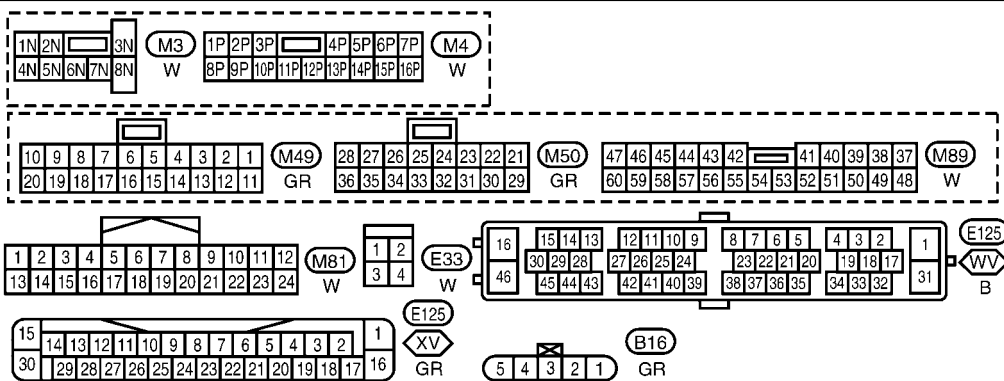 1N 2N 3N M3 1P 2P 3P 4P 5P 6P 7P M4
4N 5N 6N 7N 8N W 8P 9P 10P 11P 12P 13P 14P 15P 16P W
10 9 8 7 6 5 4 3 2 1 M49 28 27 26 25 24 23 22 21 M50 47 46 45 44 43 42 41 40 39 38 37 M89
20 19 18 17 16 15 14 13 12 11 GR 36 35 34 33 32 31 30 29 GR 60 59 58 57 56 55 54 53 52 51 50 49 48 W
1 2 3 4 5 6 7 8 9 10 11 12 M81
13 14 15 16 17 18 19 20 21 22 23 24 W
1 2 E33
3 4 W
16 15 14 13 12 11 10 9 8 7 6 5 4 3 2 1 E125
30 29 28 27 26 25 24 23 22 21 20 19 18 17 WV
46 45 44 43 42 41 40 39 38 37 36 35 34 33 32 31 B
E125
15 14 13 12 11 10 9 8 7 6 5 4 3 2 1 XV
30 29 28 27 26 25 24 23 22 21 20 19 18 17 16 GR
5 4 3 2 1 B16
GR